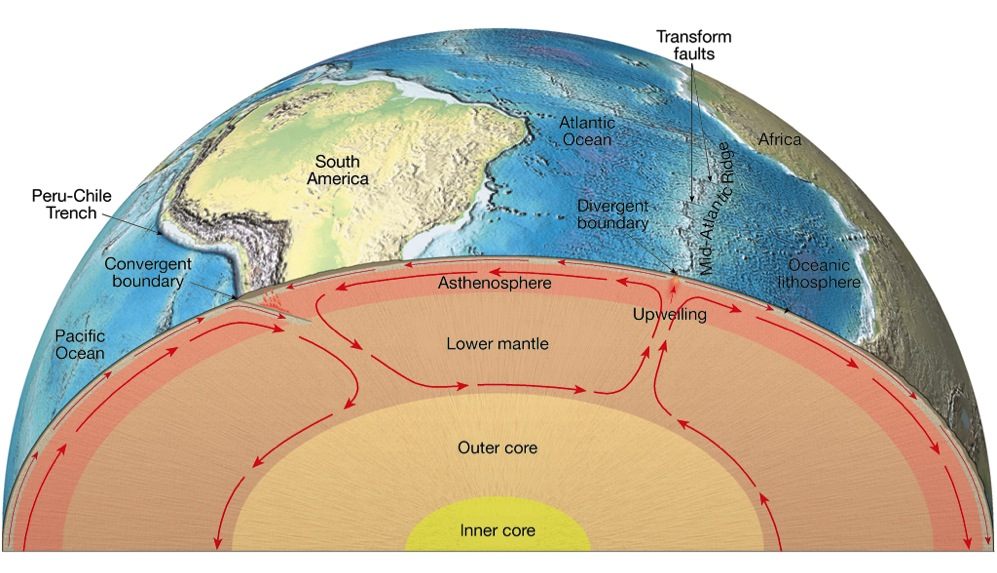 Transform
faults
Atlantic
Ocean
Africa
South
America
Peru-Chile
Trench
Mid-Atlantic Ridge
Divergent
boundary
Convergent
boundary
Oceanic
lithosphere
Asthenosphere
Upwelling
Pacific
Ocean
Lower mantle
Outer core
Inner core